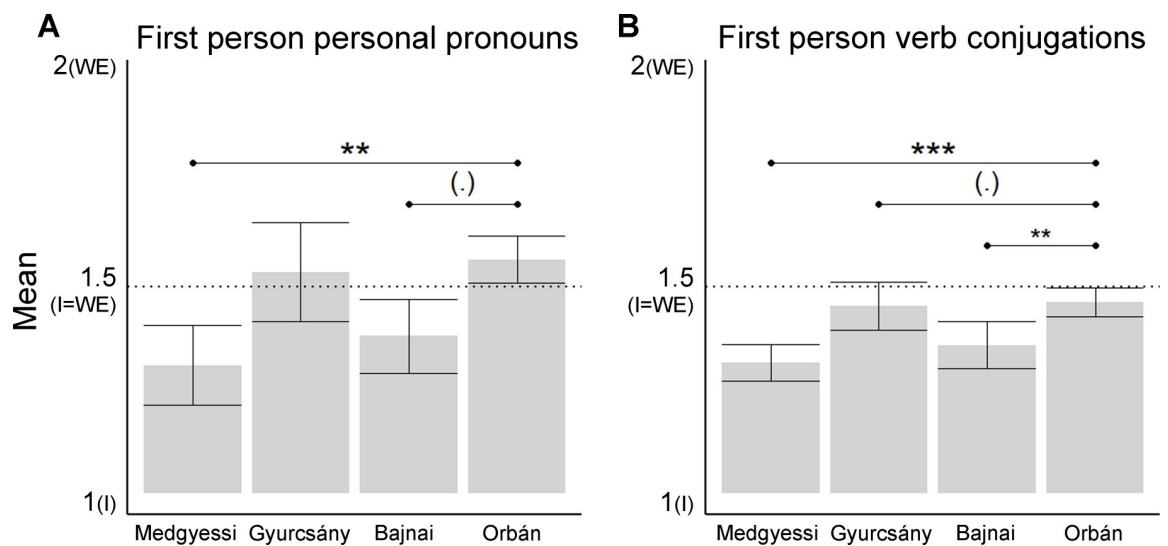 A First person personal pronouns
2(WE)
**
(.)
1.5
(I=WE)
Mean
1(I)
Medgyessi Gyurcsány Bajnai Orbán
B First person verb conjugations
2(WE)
***
(.)
**
1.5
(I=WE)
1(I)
Medgyessi Gyurcsány Bajnai Orbán